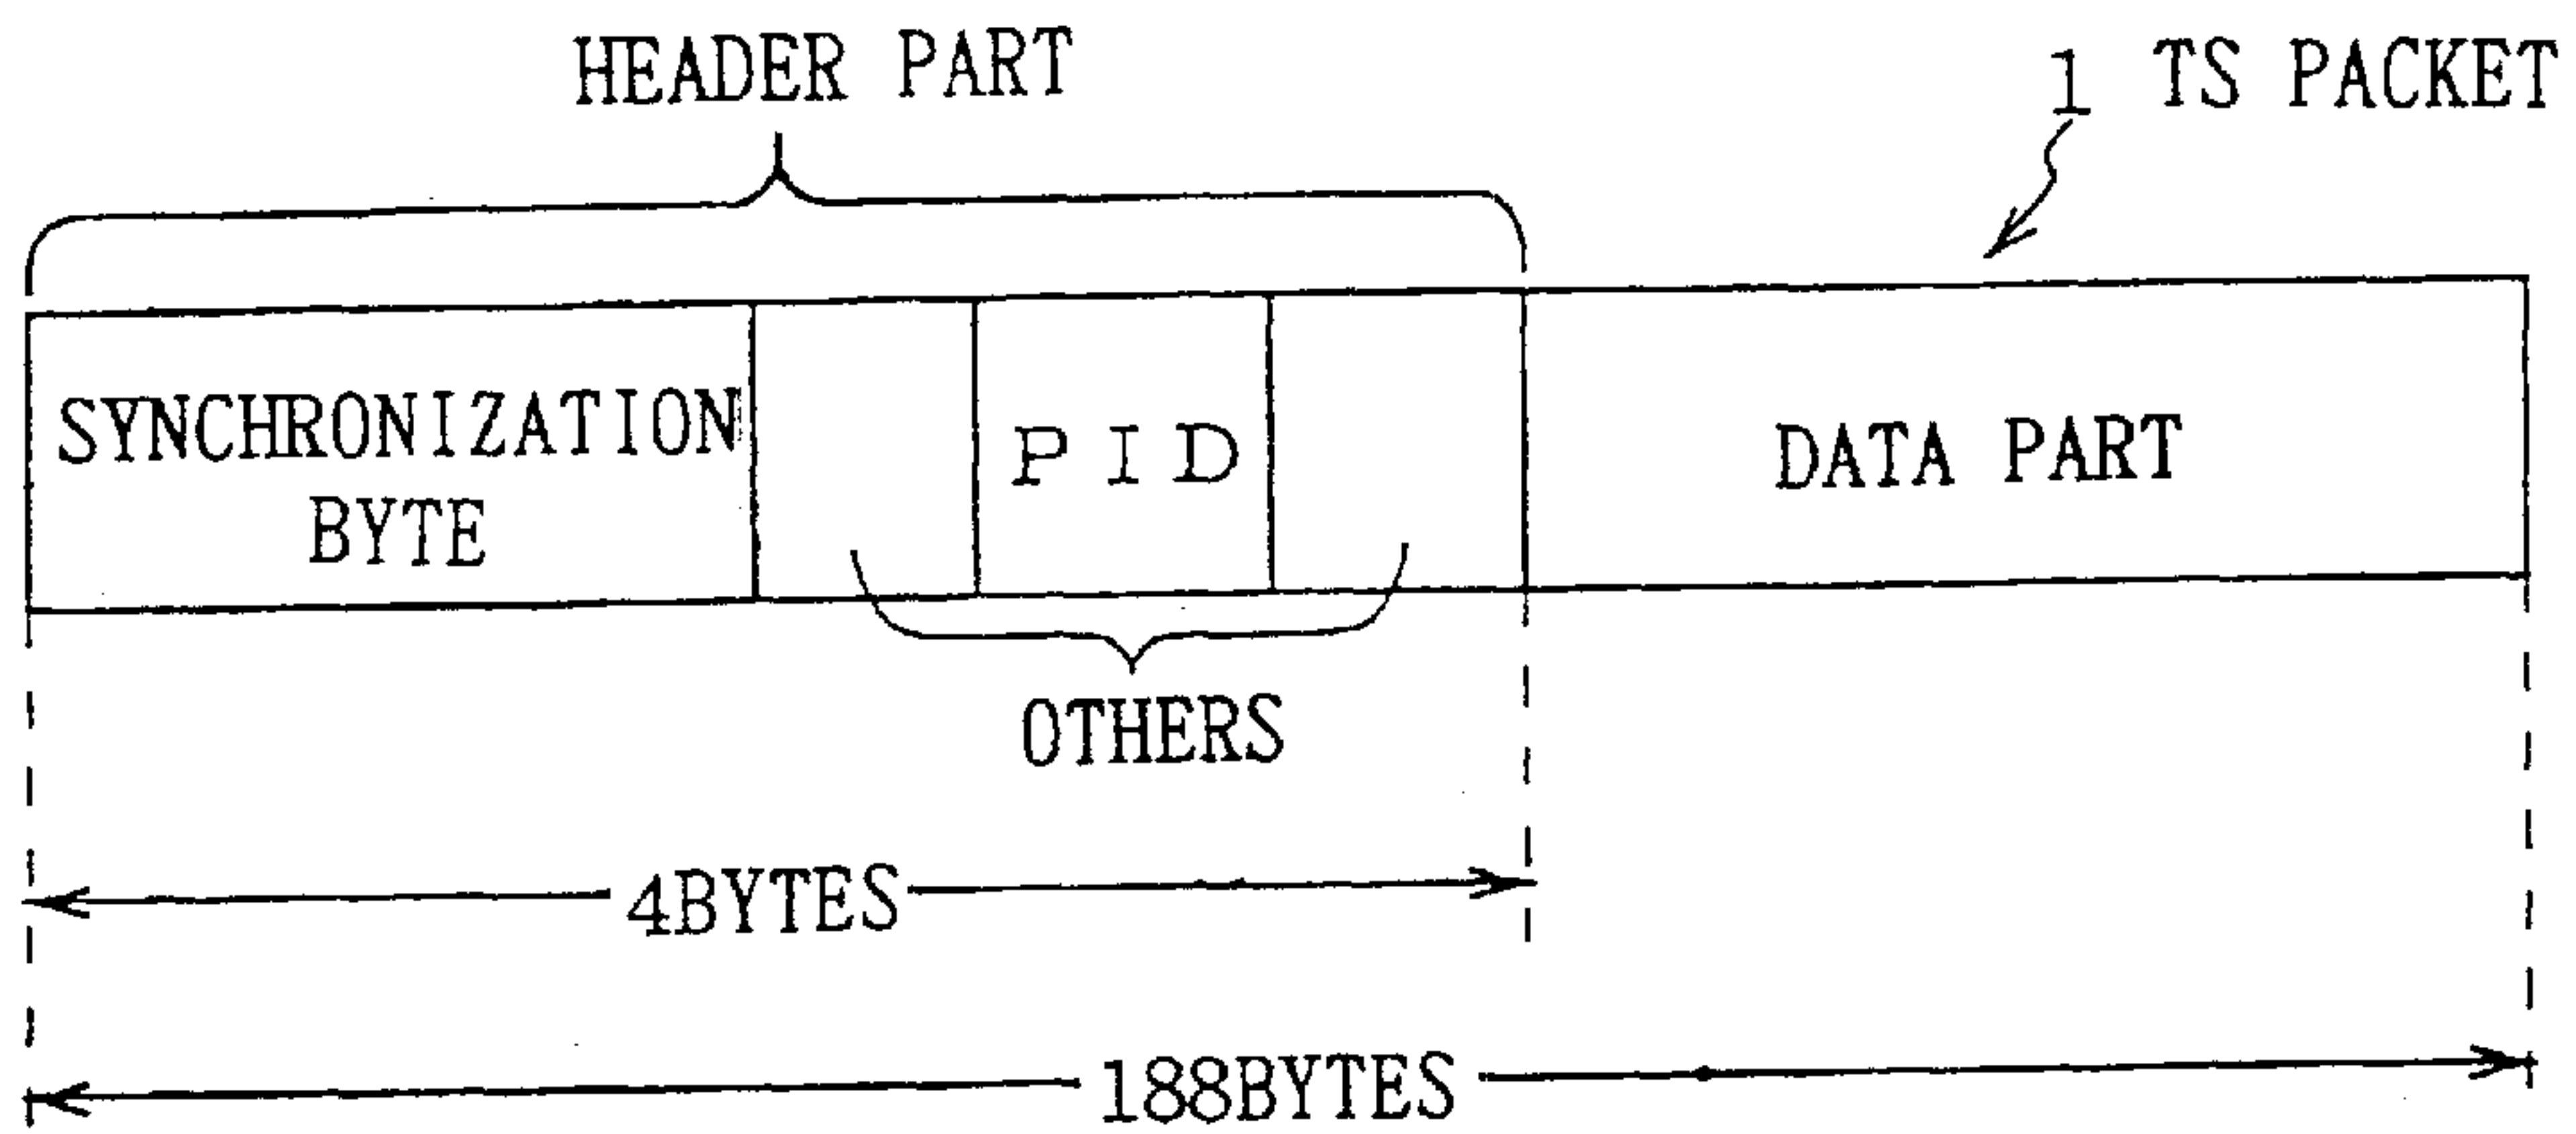 HEADER PART
1 TS PACKET
SYNCHRONIZATION
BYTE
PID
DATA PART
OTHERS
4BYTES
188BYTES